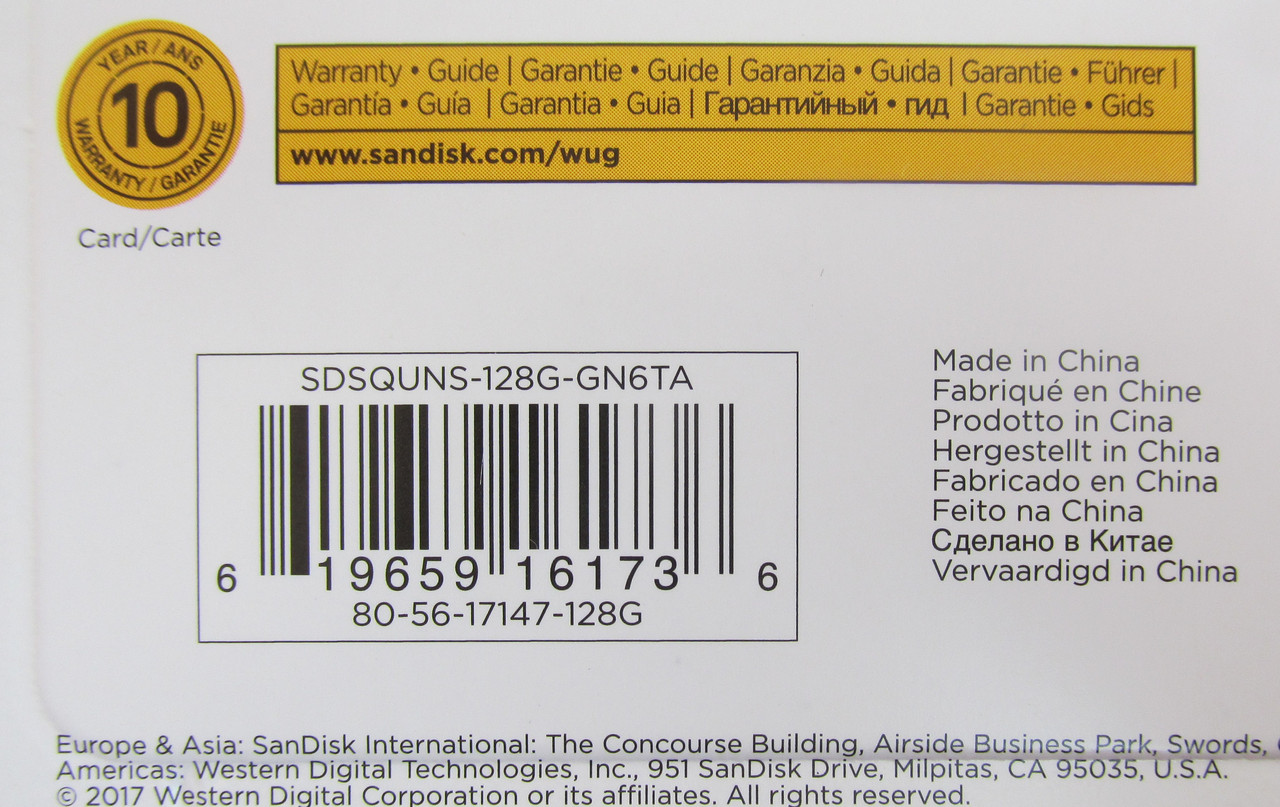 YEAR / ANS
10
WARRANTY / GARANTIE
Card/Carte
Warranty • Guide | Garantie • Guide | Garanzia • Guida | Garantie • Führer |
Garantía • Guía | Garantia • Guia | Гарантийный • гид | Garantie • Gids
www.sandisk.com/wug
SDSQUNS-128G-GN6TA
6 19659 16173 6
80-56-17147-128G
Made in China
Fabriqué en Chine
Prodotto in Cina
Hergestellt in China
Fabricado en China
Feito na China
Сделано в Китае
Vervaardigd in China
Europe & Asia: SanDisk International: The Concourse Building, Airside Business Park, Swords,
Americas: Western Digital Technologies, Inc., 951 SanDisk Drive, Milpitas, CA 95035, U.S.A.
© 2017 Western Digital Corporation or its affiliates. All rights reserved.